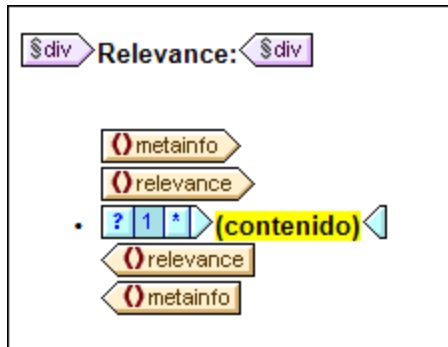 §div Relevance: §div
() metainfo
() relevance
• ? 1 * (contenido)
() relevance
() metainfo